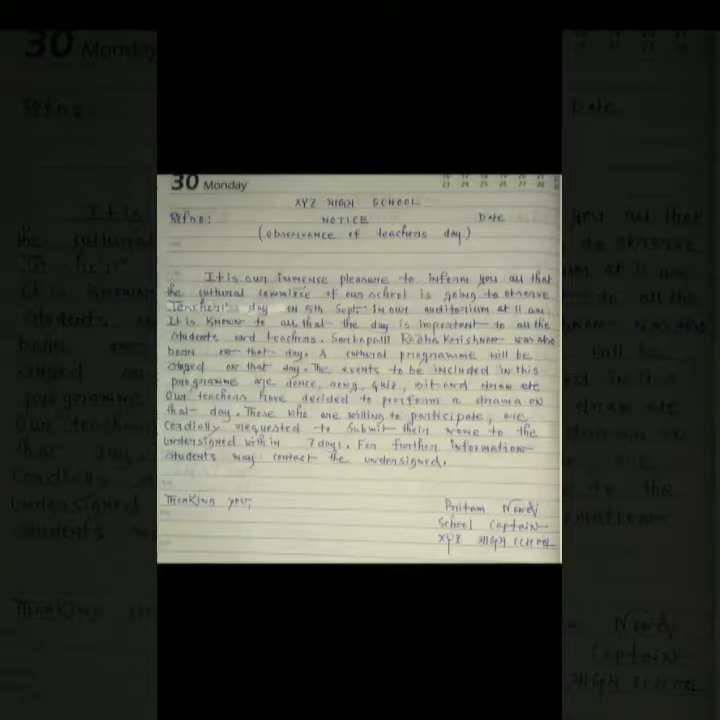 30 Monday
XYZ HIGH SCHOOL
Ref no:
NOTICE
Date
(Observance of teachers day)
It is our immense pleasure to inform you all that
the cultural committee of our school is going to observe
Teacher's day on 5th Sept. in our auditorium at 11 am.
It is known to all that the day is important to all the
students and teachers. Sarbapalli Radha Krishnan was also
born on that day. A cultural programme will be
staged on that day. The events to be included in this
programme are dance, song, quiz, sit and draw etc
Our teachers have decided to perform a drama on
that day. Those who are willing to participate, are
cordially requested to submit their name to the
undersigned within 7 days. For further information
students may contact the undersigned.
Thanking you,
Pritam Nandi
School Captain
XYZ HIGH SCHOOL